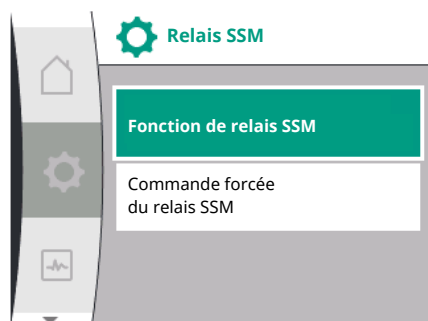 Relais SSM
Fonction de relais SSM
Commande forcée
du relais SSM